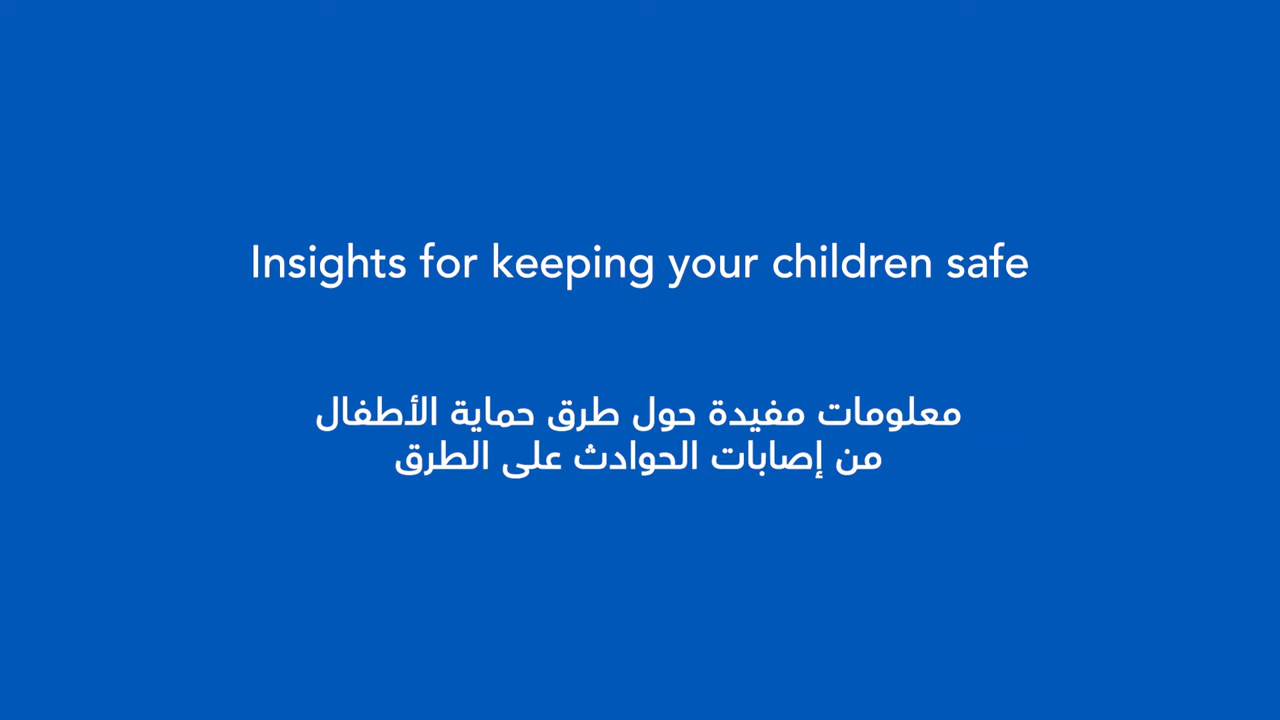 Insights for keeping your children safe
معلومات مفيدة حول طرق حماية الأطفال
من إصابات الحوادث على الطرق